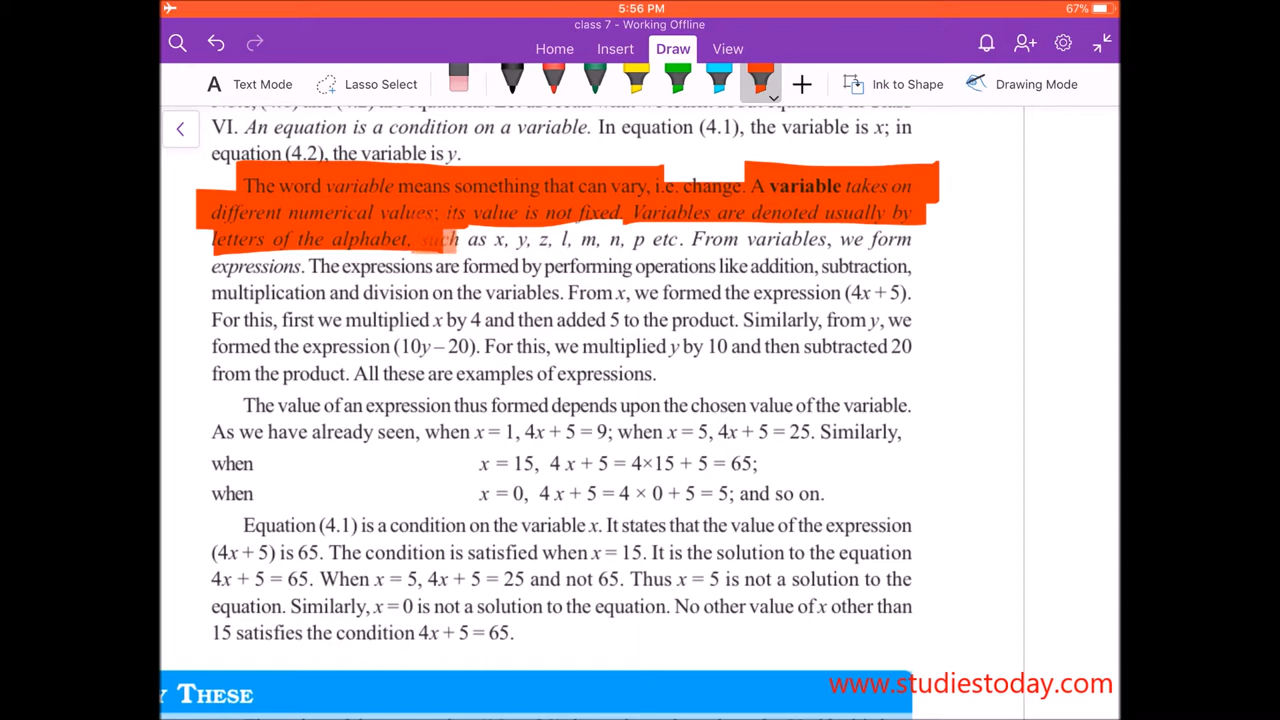 5:56 PM
67%
class 7 - Working Offline
Home Insert Draw View
A Text Mode Lasso Select Ink to Shape Drawing Mode
VI. An equation is a condition on a variable. In equation (4.1), the variable is x; in
equation (4.2), the variable is y.
The word variable means something that can vary, i.e. change. A variable takes on
different numerical values; its value is not fixed. Variables are denoted usually by
letters of the alphabet, such as x, y, z, l, m, n, p etc. From variables, we form
expressions. The expressions are formed by performing operations like addition, subtraction,
multiplication and division on the variables. From x, we formed the expression (4x + 5).
For this, first we multiplied x by 4 and then added 5 to the product. Similarly, from y, we
formed the expression (10y – 20). For this, we multiplied y by 10 and then subtracted 20
from the product. All these are examples of expressions.
The value of an expression thus formed depends upon the chosen value of the variable.
As we have already seen, when x = 1, 4x + 5 = 9; when x = 5, 4x + 5 = 25. Similarly,
when x = 15, 4 x + 5 = 4×15 + 5 = 65;
when x = 0, 4 x + 5 = 4 × 0 + 5 = 5; and so on.
Equation (4.1) is a condition on the variable x. It states that the value of the expression
(4x + 5) is 65. The condition is satisfied when x = 15. It is the solution to the equation
4x + 5 = 65. When x = 5, 4x + 5 = 25 and not 65. Thus x = 5 is not a solution to the
equation. Similarly, x = 0 is not a solution to the equation. No other value of x other than
15 satisfies the condition 4x + 5 = 65.
THESE
www.studiestoday.com